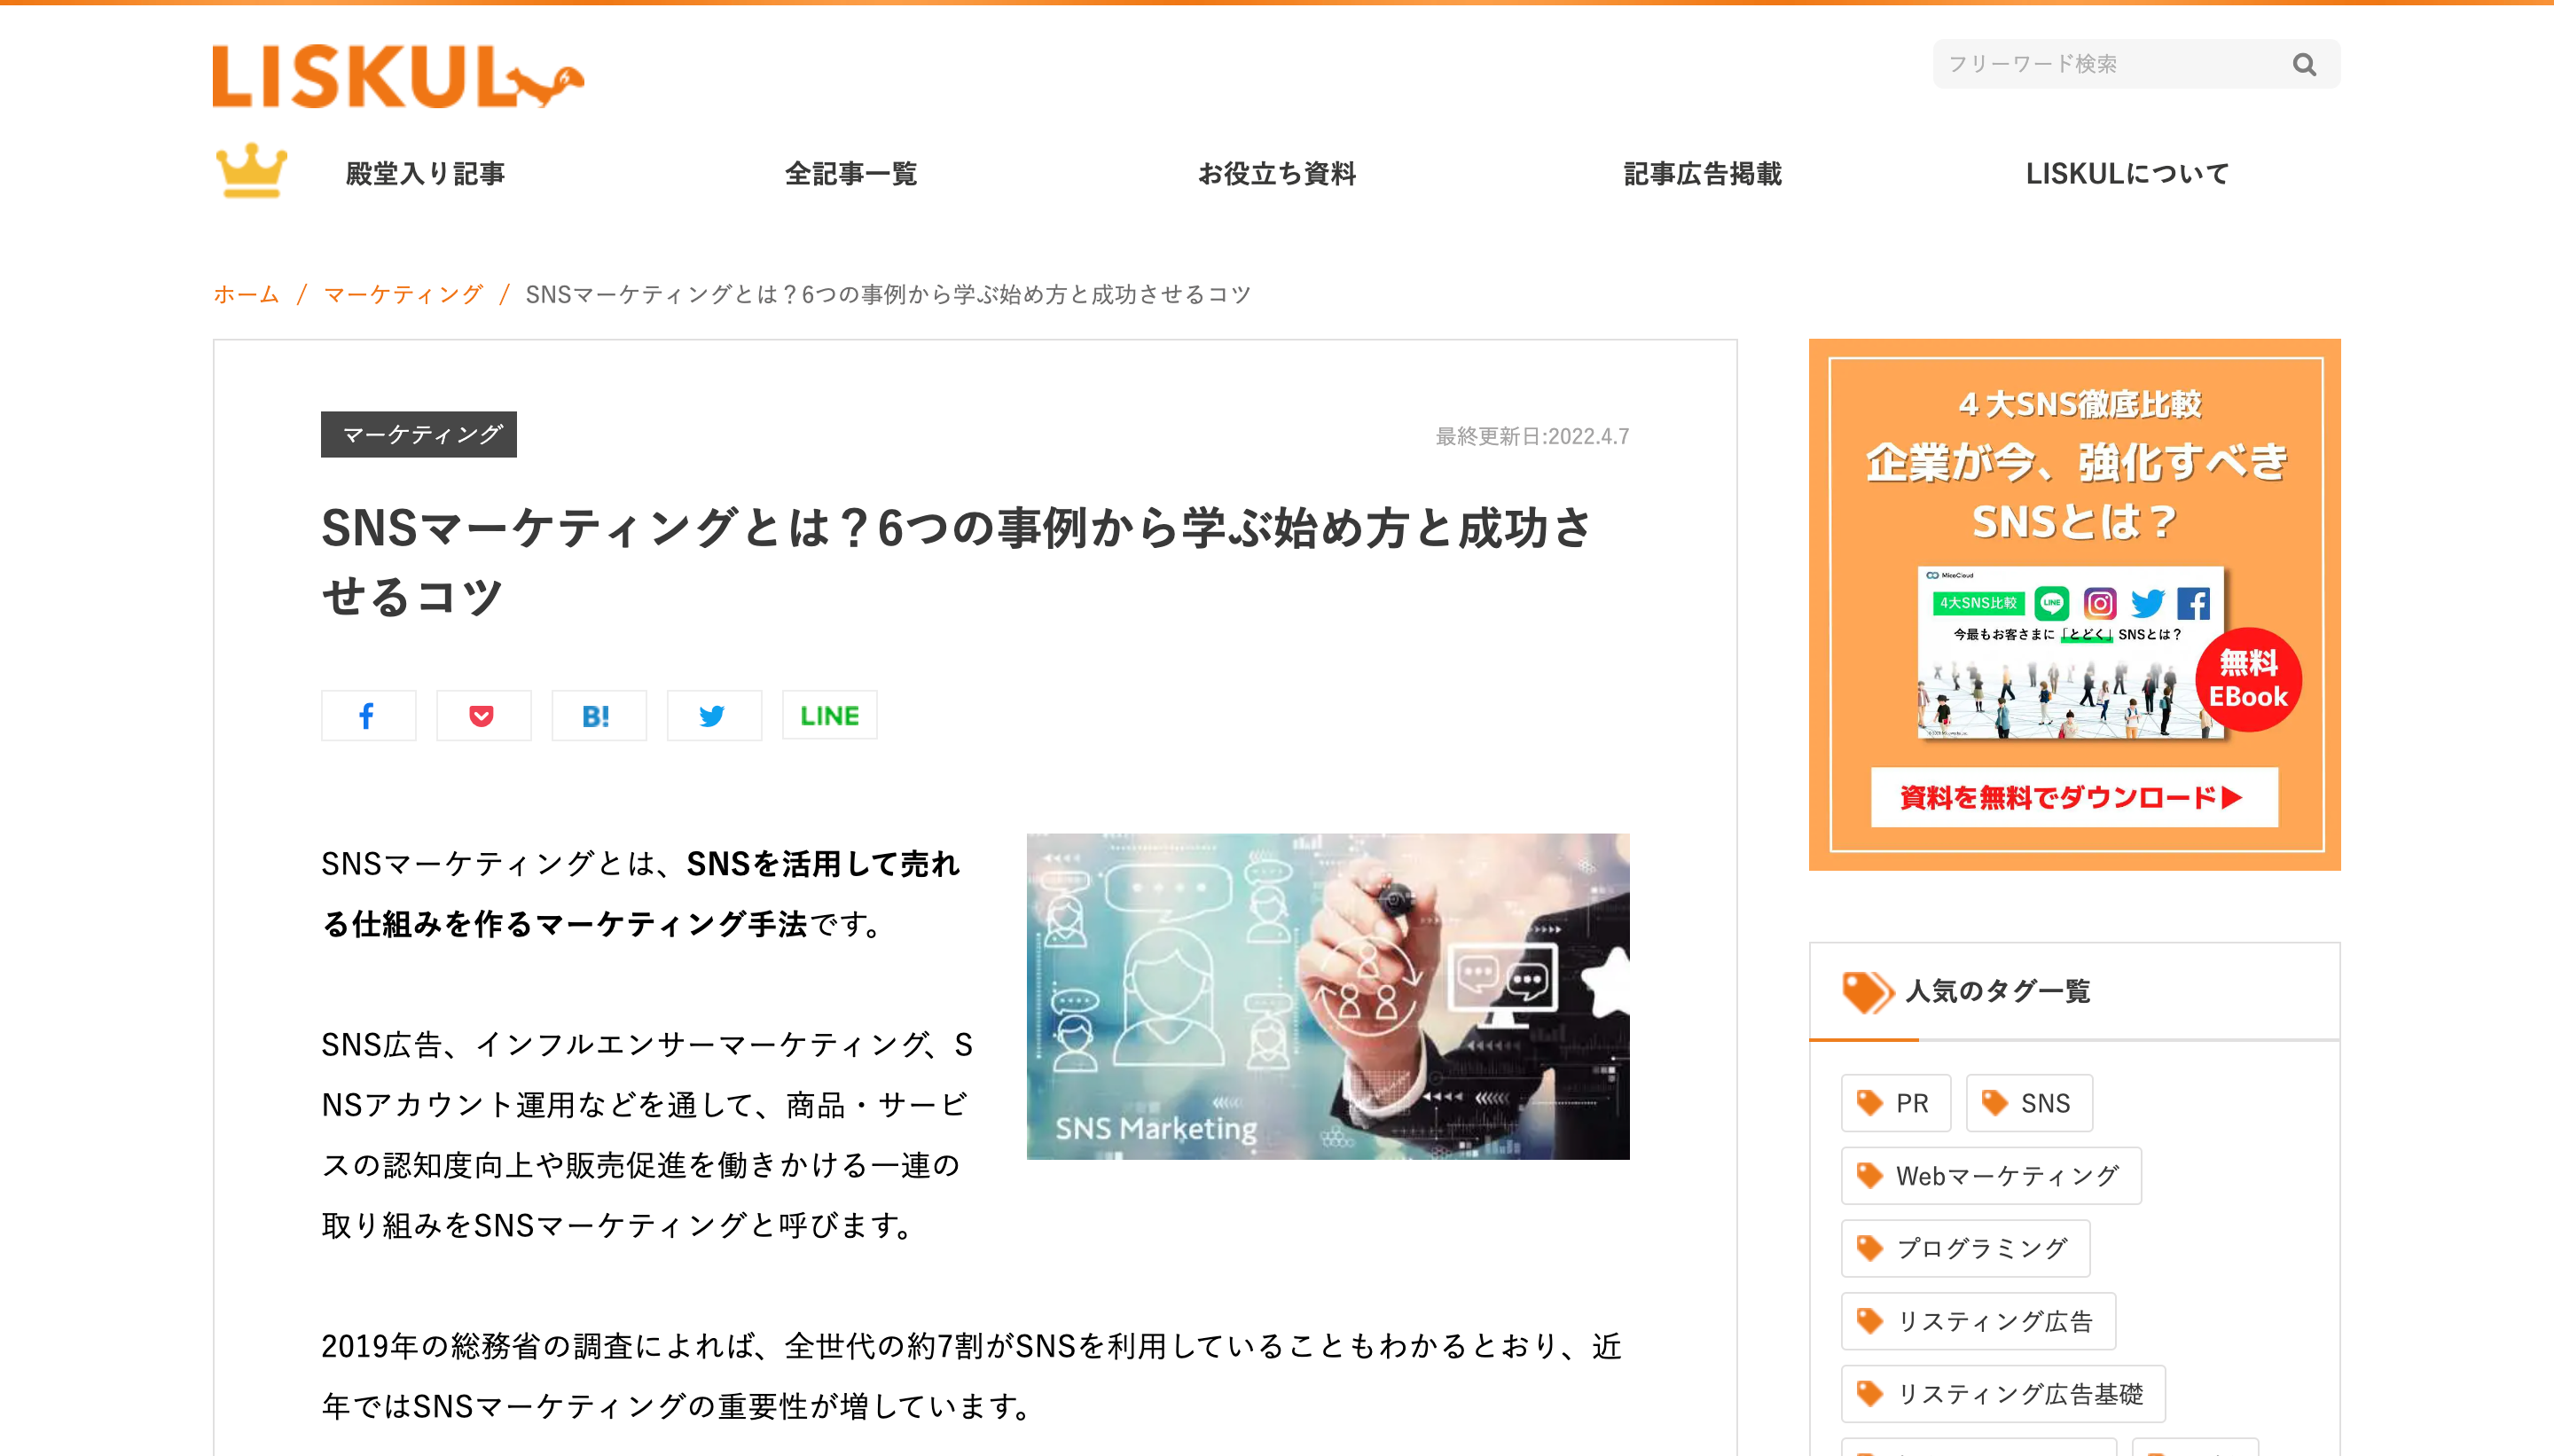 LISKUL
フリーワード検索
殿堂入り記事
全記事一覧
お役立ち資料
記事広告掲載
LISKULについて
ホーム / マーケティング / SNSマーケティングとは？6つの事例から学ぶ始め方と成功させるコツ
マーケティング
最終更新日:2022.4.7
SNSマーケティングとは？6つの事例から学ぶ始め方と成功さ
せるコツ
B!
LINE
SNSマーケティングとは、SNSを活用して売れ
る仕組みを作るマーケティング手法です。
SNS広告、インフルエンサーマーケティング、S
NSアカウント運用などを通して、商品・サービ
スの認知度向上や販売促進を働きかける一連の
取り組みをSNSマーケティングと呼びます。
SNS Marketing
2019年の総務省の調査によれば、全世代の約7割がSNSを利用していることもわかるとおり、近
年ではSNSマーケティングの重要性が増しています。
４大SNS徹底比較
企業が今、強化すべき
SNSとは？
MicoCloud
4大SNS比較
LINE
今最もお客さまに「とどく」SNSとは？
無料
EBook
資料を無料でダウンロード▶
人気のタグ一覧
PR
SNS
Webマーケティング
プログラミング
リスティング広告
リスティング広告基礎